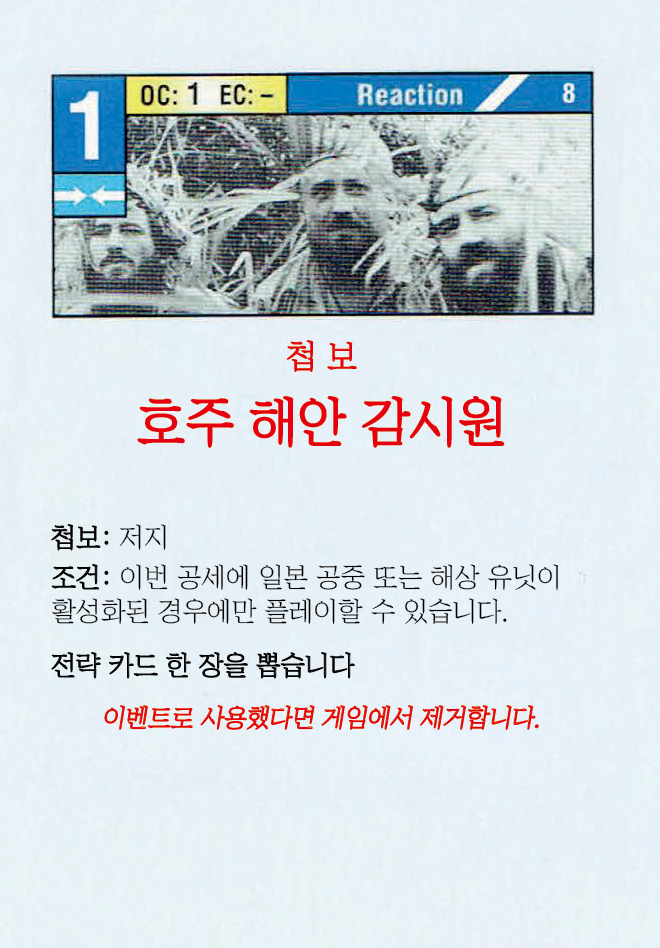 1
OC: 1 EC: –
Reaction 8
첩 보
호주 해안 감시원
첩보: 저지
조건: 이번 공세에 일본 공중 또는 해상 유닛이
활성화된 경우에만 플레이할 수 있습니다.
전략 카드 한 장을 뽑습니다
이벤트로 사용했다면 게임에서 제거합니다.